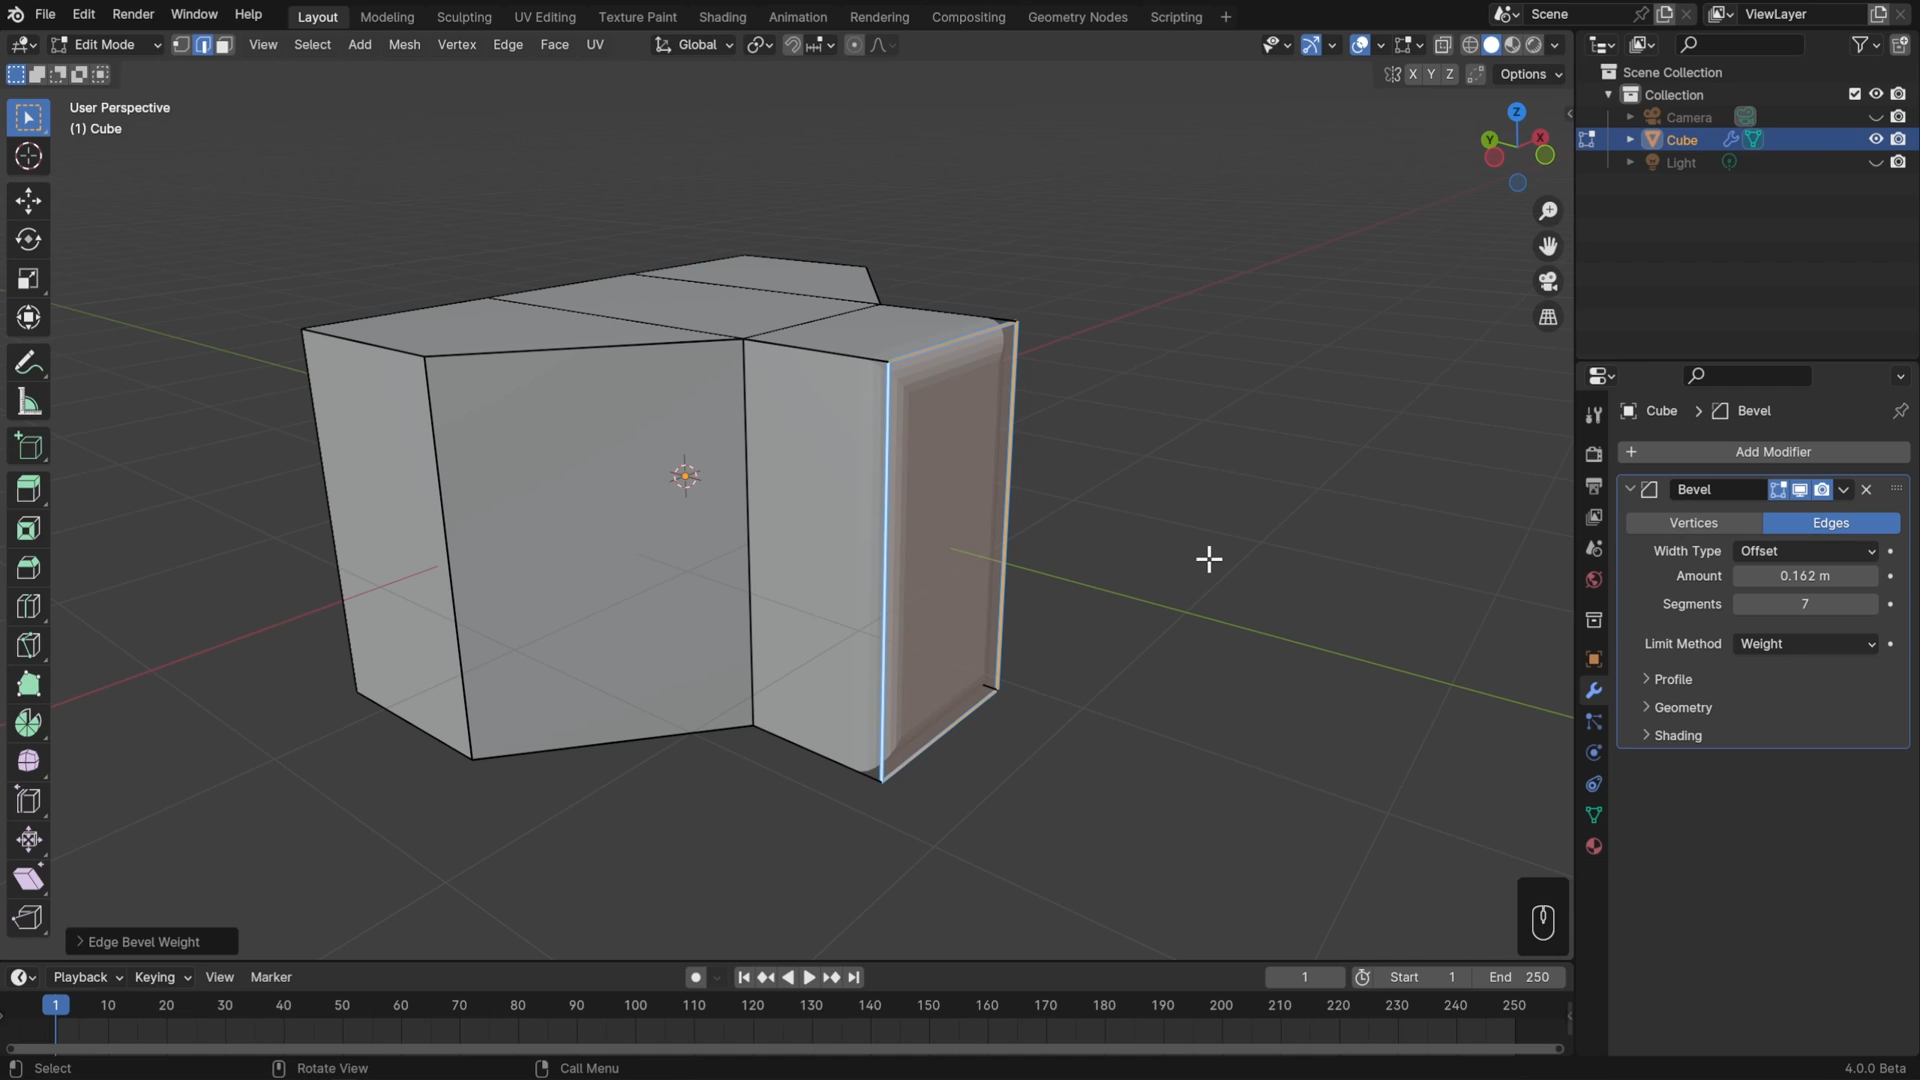 File Edit Render Window Help
Layout Modeling Sculpting UV Editing Texture Paint Shading Animation Rendering Compositing Geometry Nodes Scripting +
Scene
ViewLayer
Edit Mode
View Select Add Mesh Vertex Edge Face UV
Global
X Y Z
Options
User Perspective
(1) Cube
Z
Y
X
Scene Collection
Collection
Camera
Cube
Light
Cube > Bevel
+ Add Modifier
Bevel
Vertices Edges
Width Type Offset
Amount 0.162 m
Segments 7
Limit Method Weight
Profile
Geometry
Shading
Edge Bevel Weight
Playback Keying View Marker
1
Start 1
End 250
1 10 20 30 40 50 60 70 80 90 100 110 120 130 140 150 160 170 180 190 200 210 220 230 240 250
Select
Rotate View
Call Menu
4.0.0 Beta